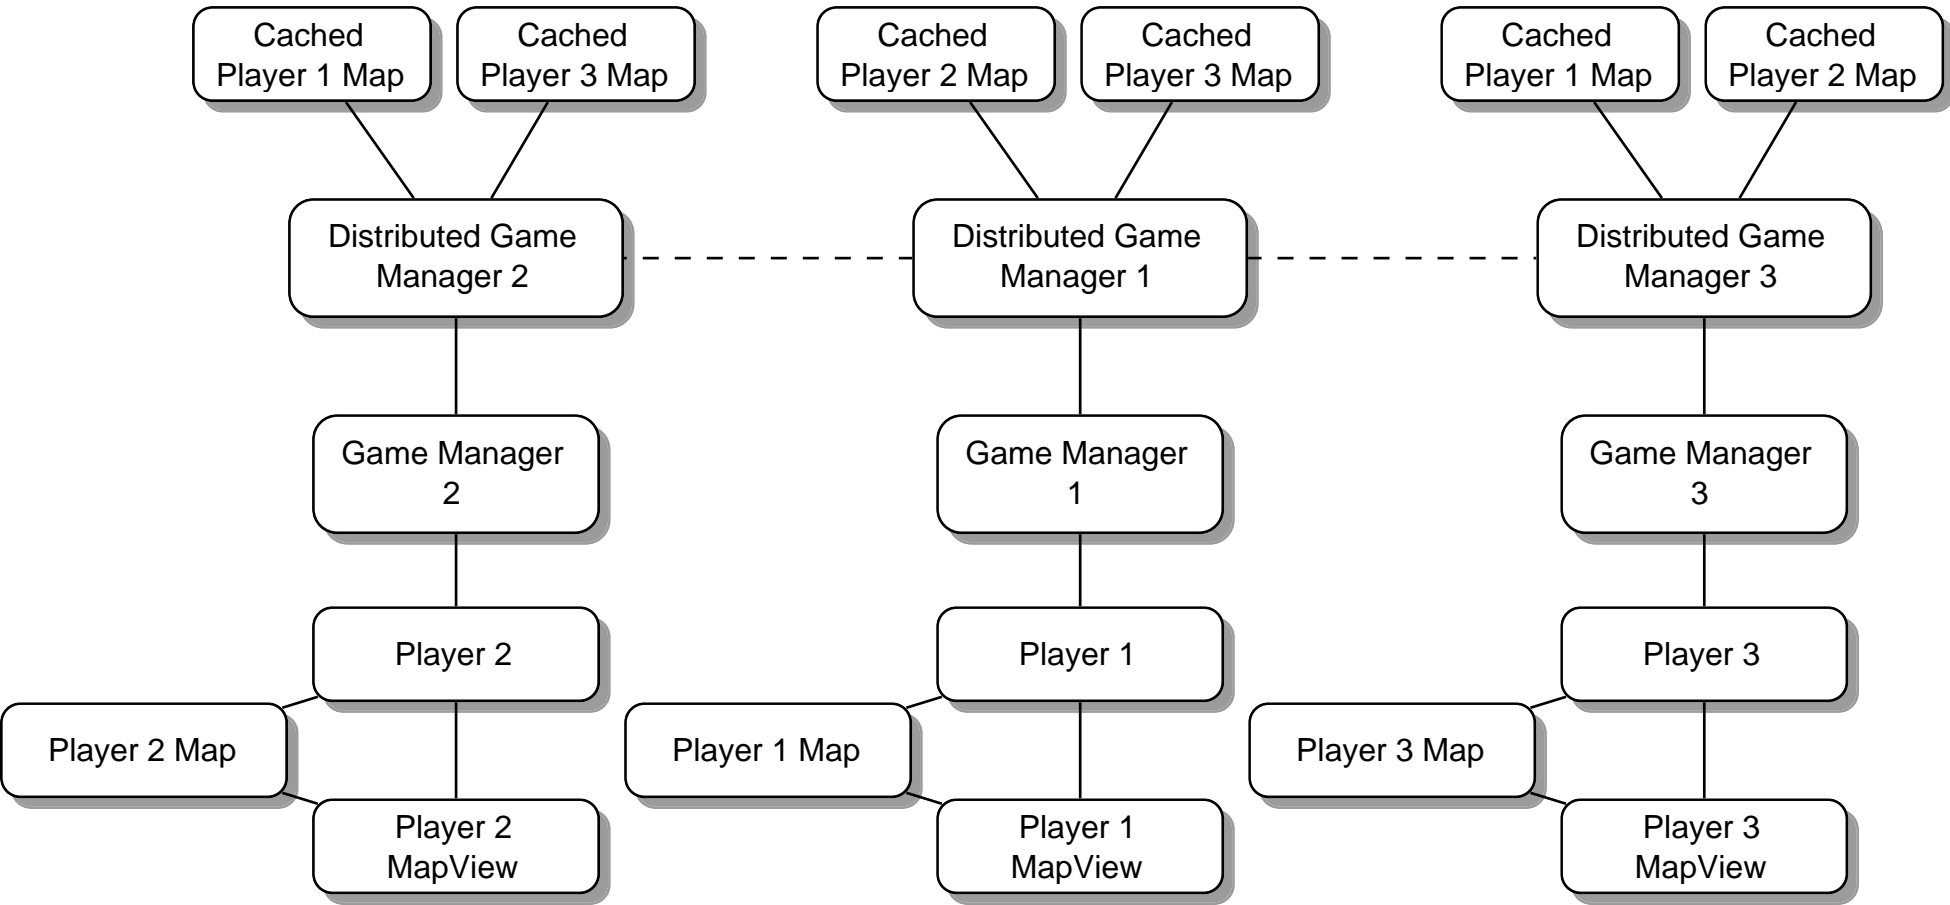 Cached
Player 1 Map
Cached
Player 3 Map
Cached
Player 2 Map
Cached
Player 3 Map
Cached
Player 1 Map
Cached
Player 2 Map
Distributed Game
Manager 2
Distributed Game
Manager 1
Distributed Game
Manager 3
Game Manager
2
Game Manager
1
Game Manager
3
Player 2
Player 1
Player 3
Player 2 Map
Player 1 Map
Player 3 Map
Player 2
MapView
Player 1
MapView
Player 3
MapView